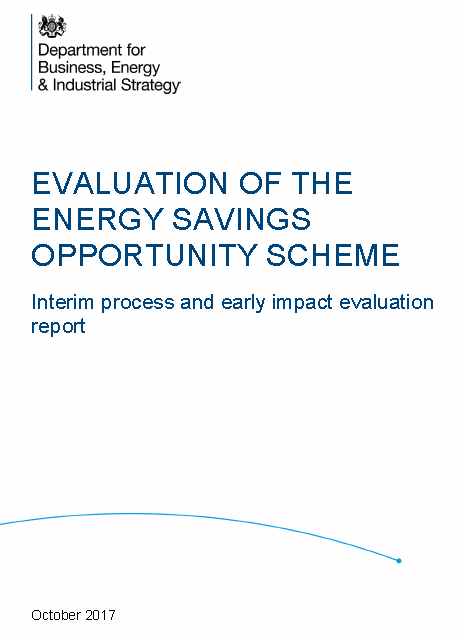 Department for
Business, Energy
& Industrial Strategy
EVALUATION OF THE
ENERGY SAVINGS
OPPORTUNITY SCHEME
Interim process and early impact evaluation
report
October 2017